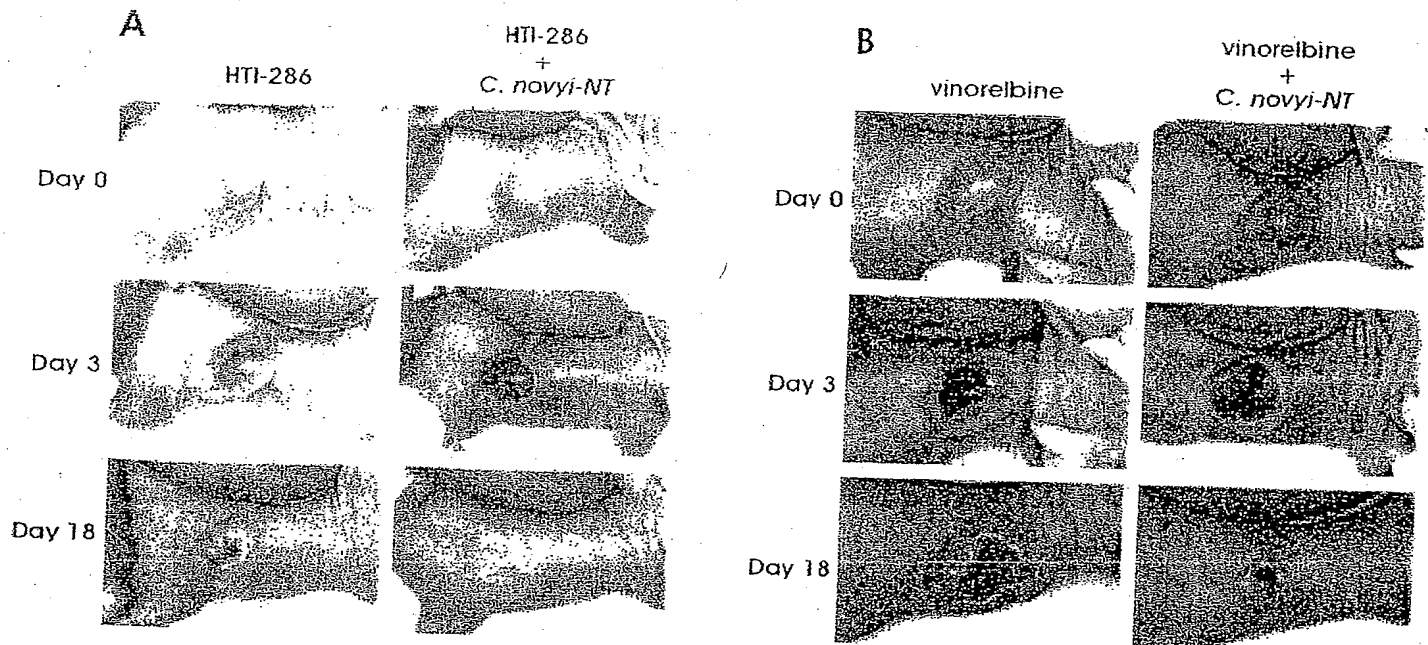 A
HTI-286
HTI-286
+
C. novyi-NT
Day 0
Day 3
Day 18
B
vinorelbine
vinorelbine
+
C. novyi-NT
Day 0
Day 3
Day 18